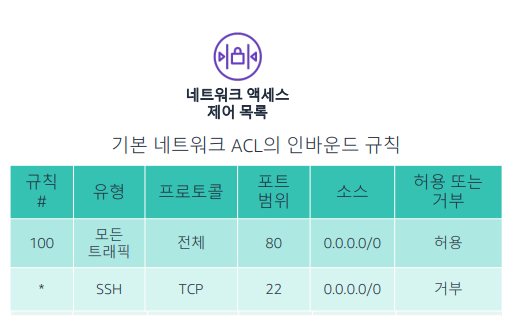 네트워크 액세스
제어 목록
기본 네트워크 ACL의 인바운드 규칙
규칙 # 유형 프로토콜 포트 범위 소스 허용 또는 거부
100 모든 트래픽 전체 80 0.0.0.0/0 허용
* SSH TCP 22 0.0.0.0/0 거부